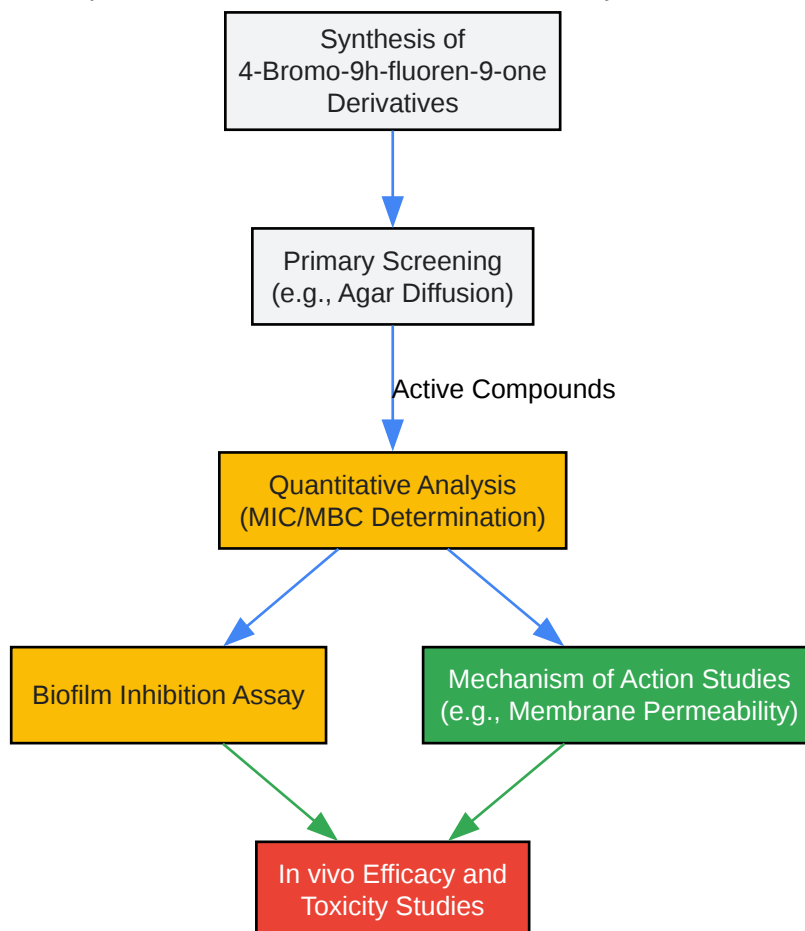 Synthesis of
4-Bromo-9h-fluoren-9-one
Derivatives
Primary Screening
(e.g., Agar Diffusion)
Active Compounds
Quantitative Analysis
(MIC/MBC Determination)
Biofilm Inhibition Assay
Mechanism of Action Studies
(e.g., Membrane Permeability)
In vivo Efficacy and
Toxicity Studies